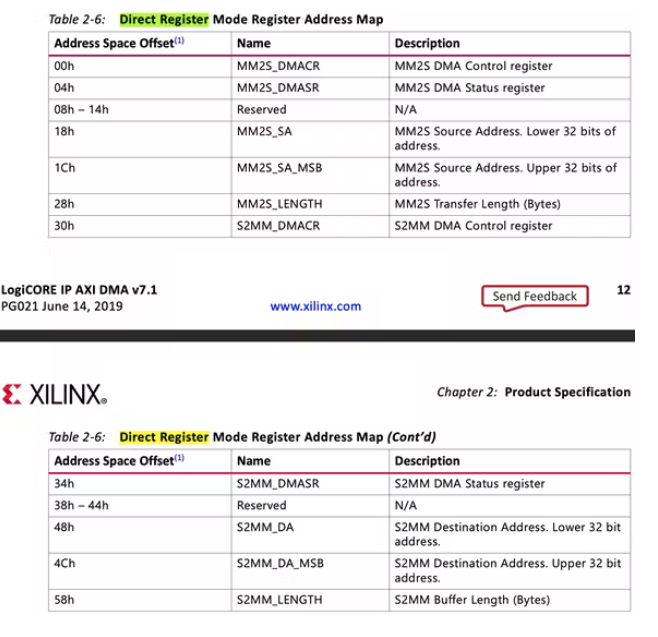 Table 2-6: Direct Register Mode Register Address Map
Address Space Offset(1) Name Description
00h MM2S_DMACR MM2S DMA Control register
04h MM2S_DMASR MM2S DMA Status register
08h – 14h Reserved N/A
18h MM2S_SA MM2S Source Address. Lower 32 bits of
address.
1Ch MM2S_SA_MSB MM2S Source Address. Upper 32 bits of
address.
28h MM2S_LENGTH MM2S Transfer Length (Bytes)
30h S2MM_DMACR S2MM DMA Control register
LogiCORE IP AXI DMA v7.1
PG021 June 14, 2019 www.xilinx.com Send Feedback 12
XILINX®
Chapter 2: Product Specification
Table 2-6: Direct Register Mode Register Address Map (Cont'd)
Address Space Offset(1) Name Description
34h S2MM_DMASR S2MM DMA Status register
38h – 44h Reserved N/A
48h S2MM_DA S2MM Destination Address. Lower 32 bit
address.
4Ch S2MM_DA_MSB S2MM Destination Address. Upper 32 bit
address.
58h S2MM_LENGTH S2MM Buffer Length (Bytes)